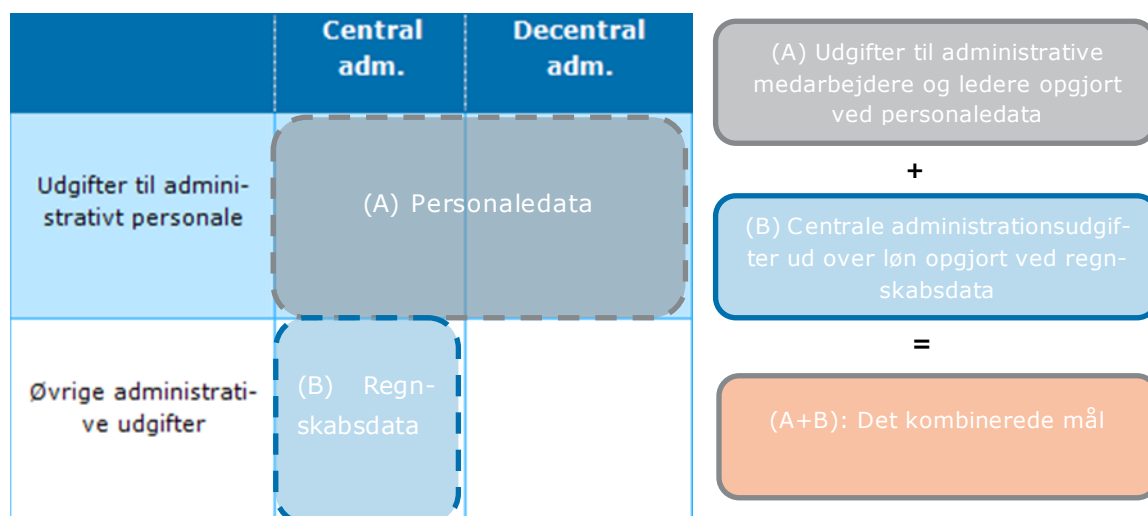 Central
adm.
Decentral
adm.
Udgifter til admini-
strativt personale
(A) Personaledata
Øvrige administrati-
ve udgifter
(B) Regn-
skabsdata
(A) Udgifter til administrative
medarbejdere og ledere opgjort
ved personaledata
+
(B) Centrale administrationsudgif-
ter ud over løn opgjort ved regn-
skabsdata
=
(A+B): Det kombinerede mål